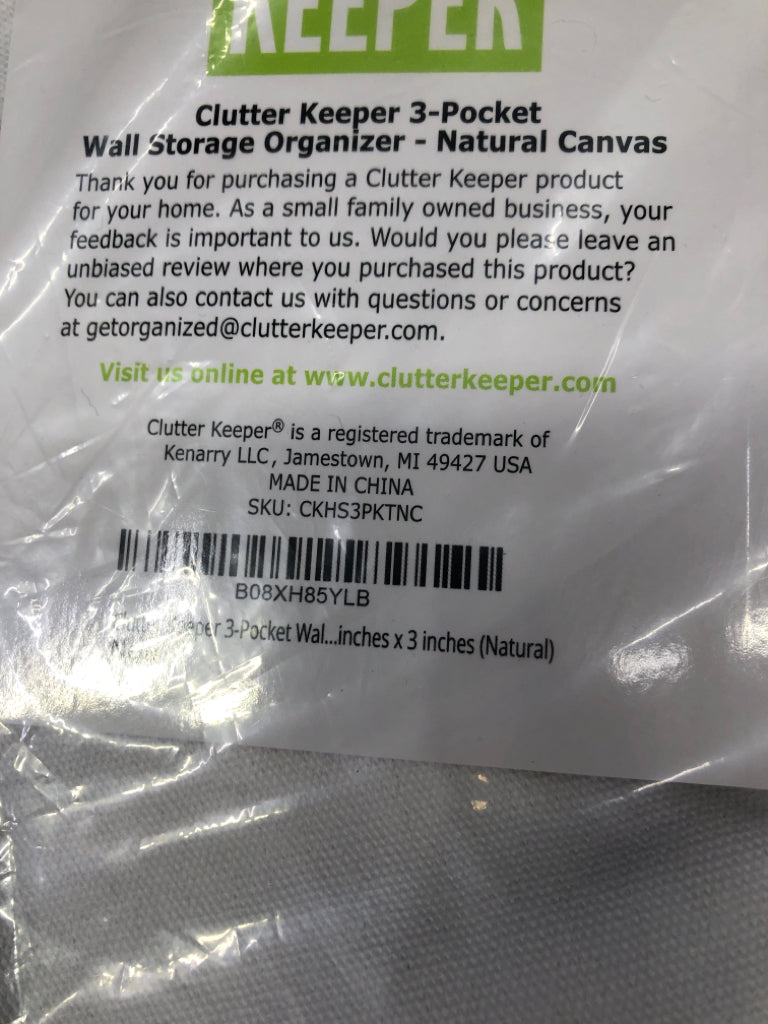 KEEPER
Clutter Keeper 3-Pocket
Wall Storage Organizer - Natural Canvas
Thank you for purchasing a Clutter Keeper product
for your home. As a small family owned business, your
feedback is important to us. Would you please leave an
unbiased review where you purchased this product?
You can also contact us with questions or concerns
at getorganized@clutterkeeper.com.
Visit us online at www.clutterkeeper.com
Clutter Keeper® is a registered trademark of
Kenarry LLC, Jamestown, MI 49427 USA
MADE IN CHINA
SKU: CKHS3PKTNC
B08XH85YLB
Clutter Keeper 3-Pocket Wal...inches x 3 inches (Natural)